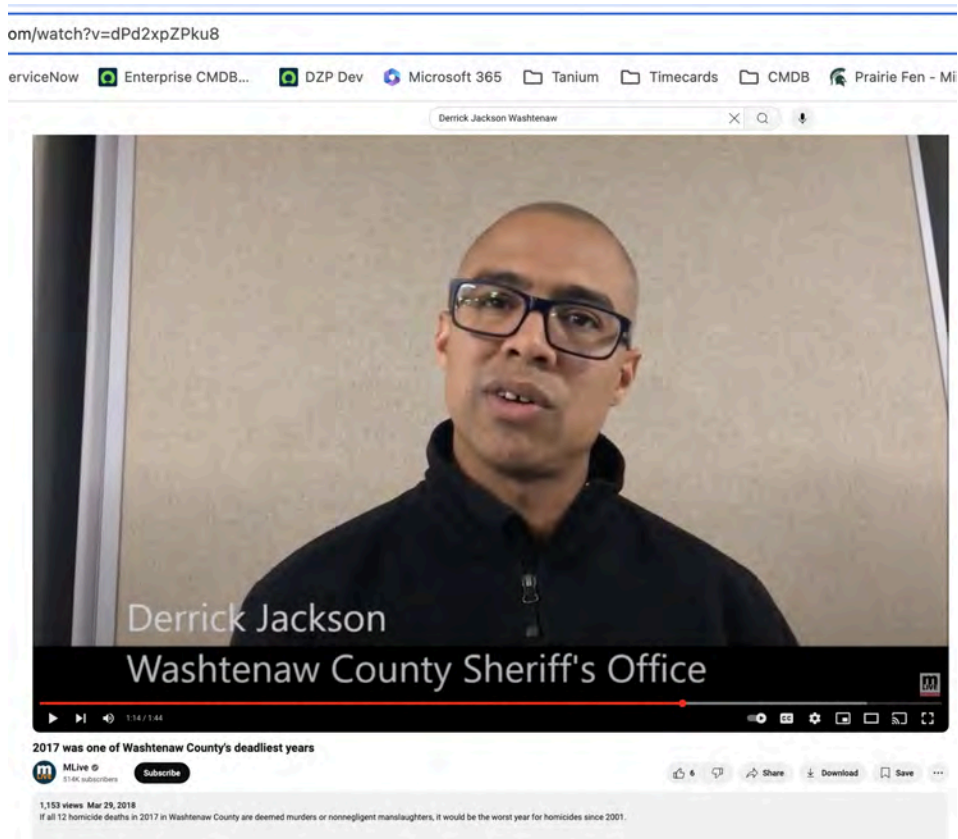 om/watch?v=dPd2xpZPku8
erviceNow Enterprise CMDB... DZP Dev Microsoft 365 Tanium Timecards CMDB Prairie Fen - Mi
Derrick Jackson Washtenaw
Derrick Jackson
Washtenaw County Sheriff's Office
m LIVE
1:14 / 1:44
CC
2017 was one of Washtenaw County's deadliest years
m LIVE MLive
514K subscribers
Subscribe
6 Share Download Save ...
1,153 views Mar 29, 2018
If all 12 homicide deaths in 2017 in Washtenaw County are deemed murders or nonnegligent manslaughters, it would be the worst year for homicides since 2001.